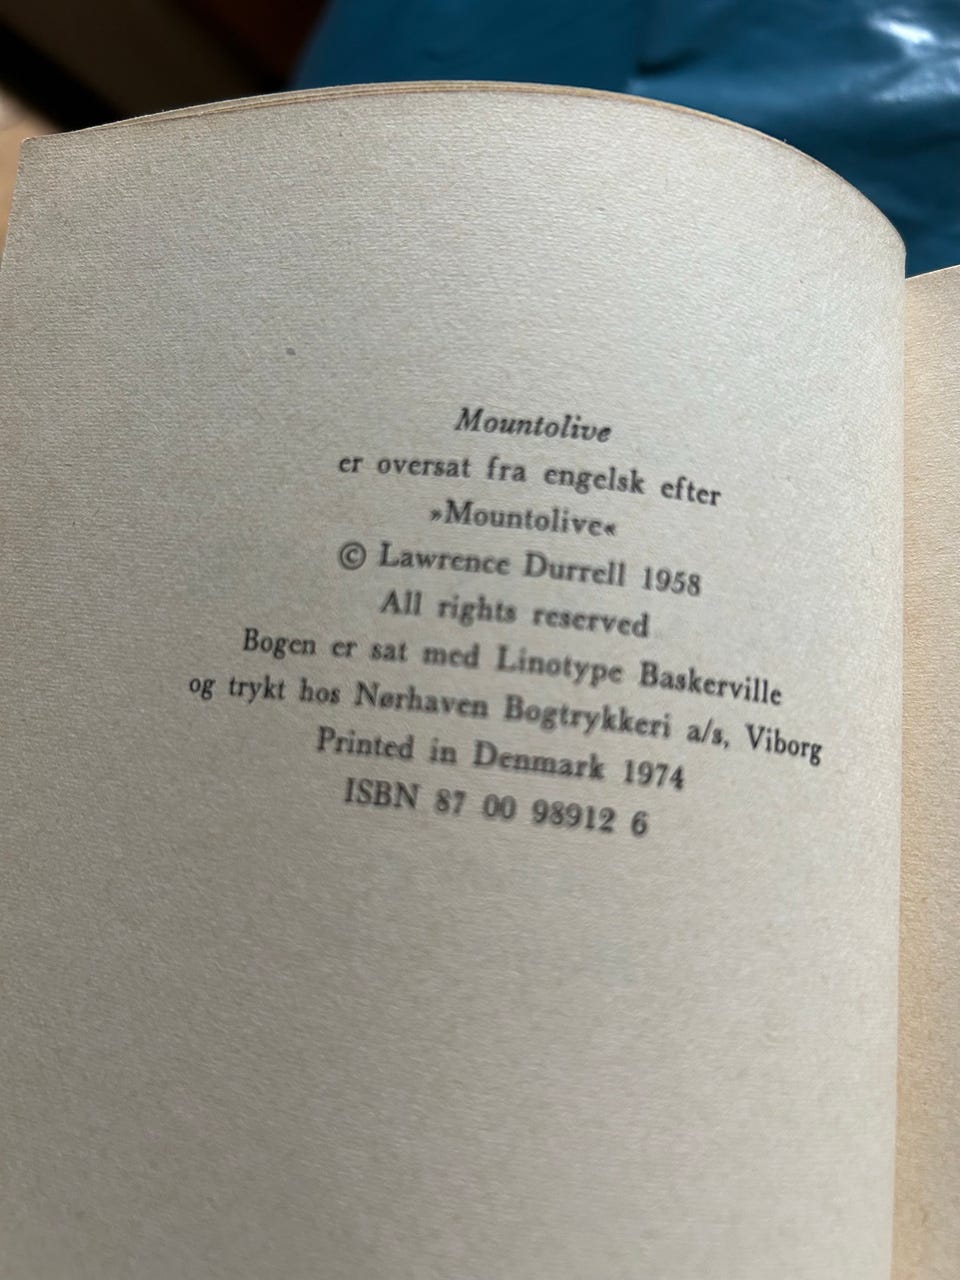 Mountolive
er oversat fra engelsk efter
»Mountolive«
© Lawrence Durrell 1958
All rights reserved
Bogen er sat med Linotype Baskerville
og trykt hos Nørhaven Bogtrykkeri a/s, Viborg
Printed in Denmark 1974
ISBN 87 00 98912 6